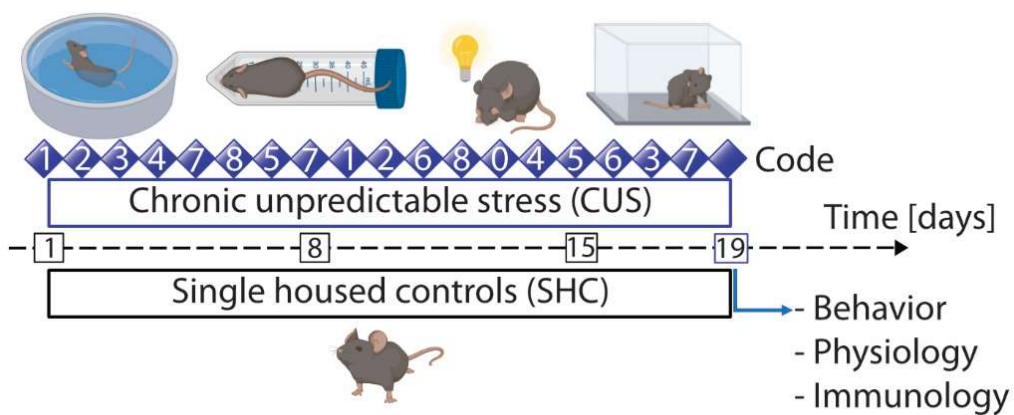 1 2 3 4 7 8 5 7 1 2 6 8 0 4 5 6 3 7 Code
Chronic unpredictable stress (CUS)
Time [days]
1 8 15 19
Single housed controls (SHC)
- Behavior
- Physiology
- Immunology